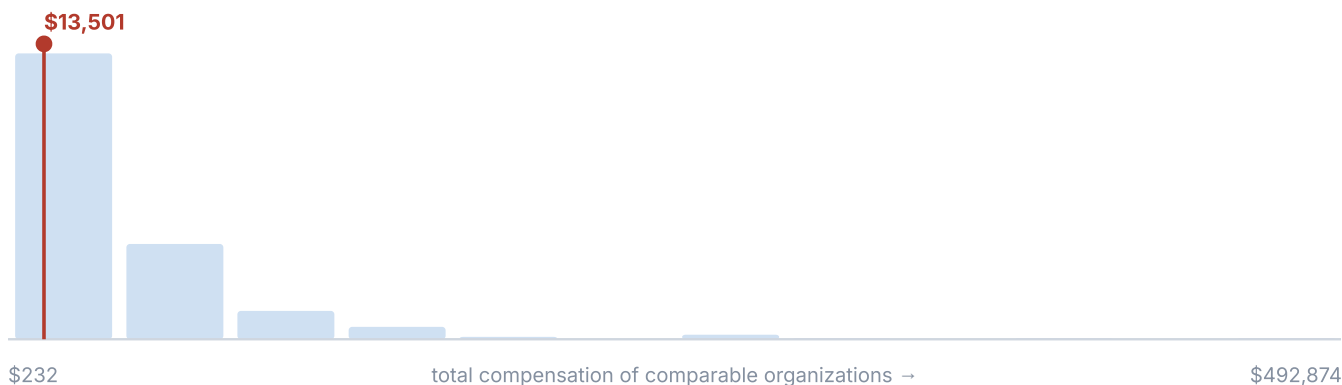 $13,501
$232
total compensation of comparable organizations →
$492,874